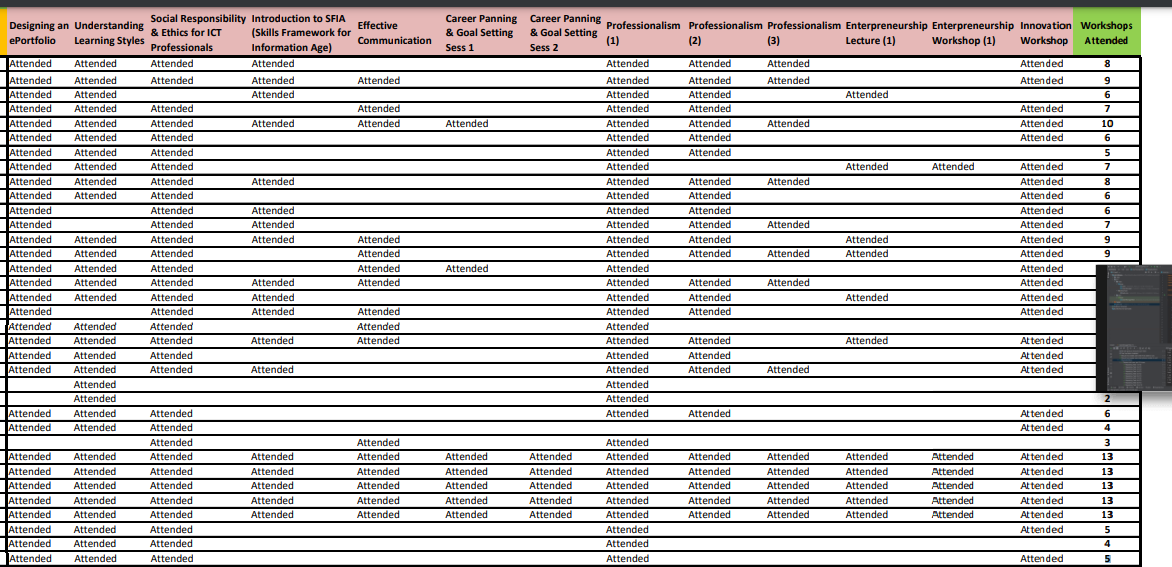 Designing an ePortfolio
Understanding Learning Styles
Social Responsibility & Ethics for ICT Professionals
Introduction to SFIA (Skills Framework for Information Age)
Effective Communication
Career Panning & Goal Setting Sess 1
Career Panning & Goal Setting Sess 2
Professionalism (1)
Professionalism (2)
Professionalism (3)
Enterpreneurship Lecture (1)
Enterpreneurship Workshop (1)
Innovation Workshop
Workshops Attended
Attended Attended Attended Attended Attended Attended Attended Attended 8
Attended Attended Attended Attended Attended Attended Attended Attended Attended 9
Attended Attended Attended Attended Attended Attended 6
Attended Attended Attended Attended Attended Attended Attended 7
Attended Attended Attended Attended Attended Attended Attended Attended Attended Attended 10
Attended Attended Attended Attended Attended Attended 6
Attended Attended Attended Attended Attended 5
Attended Attended Attended Attended Attended Attended Attended 7
Attended Attended Attended Attended Attended Attended Attended Attended 8
Attended Attended Attended Attended Attended Attended 6
Attended Attended Attended Attended Attended Attended 6
Attended Attended Attended Attended Attended Attended Attended 7
Attended Attended Attended Attended Attended Attended Attended Attended Attended 9
Attended Attended Attended Attended Attended Attended Attended Attended Attended 9
Attended Attended Attended Attended Attended Attended
Attended Attended Attended Attended Attended Attended Attended Attended Attended
Attended Attended Attended Attended Attended Attended Attended Attended
Attended Attended Attended Attended Attended Attended Attended Attended
Attended Attended Attended Attended Attended
Attended Attended Attended Attended Attended Attended Attended Attended Attended
Attended Attended Attended Attended Attended Attended
Attended Attended Attended Attended Attended Attended Attended Attended
Attended Attended
Attended Attended 2
Attended Attended Attended Attended Attended Attended 6
Attended Attended Attended Attended 4
Attended Attended Attended 3
Attended Attended Attended Attended Attended Attended Attended Attended Attended Attended Attended Attended Attended 13
Attended Attended Attended Attended Attended Attended Attended Attended Attended Attended Attended Attended Attended 13
Attended Attended Attended Attended Attended Attended Attended Attended Attended Attended Attended Attended Attended 13
Attended Attended Attended Attended Attended Attended Attended Attended Attended Attended Attended Attended Attended 13
Attended Attended Attended Attended Attended Attended Attended Attended Attended Attended Attended Attended Attended 13
Attended Attended Attended Attended Attended 5
Attended Attended Attended Attended 4
Attended Attended Attended Attended Attended 5